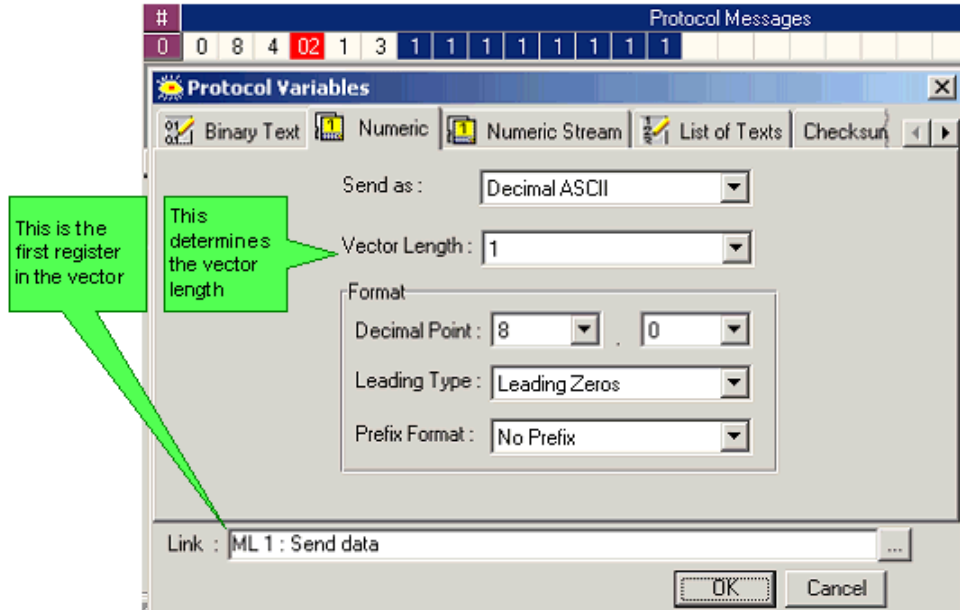 # Protocol Messages
0 0 8 4 02 1 3 1 1 1 1 1 1 1 1
Protocol Variables
Binary Text Numeric Numeric Stream List of Texts Checksum
Send as : Decimal ASCII
This is the
first register
in the vector
This
determines
the vector
length
Vector Length : 1
Format
Decimal Point : 8 . 0
Leading Type : Leading Zeros
Prefix Format : No Prefix
Link : ML 1 : Send data ...
OK Cancel